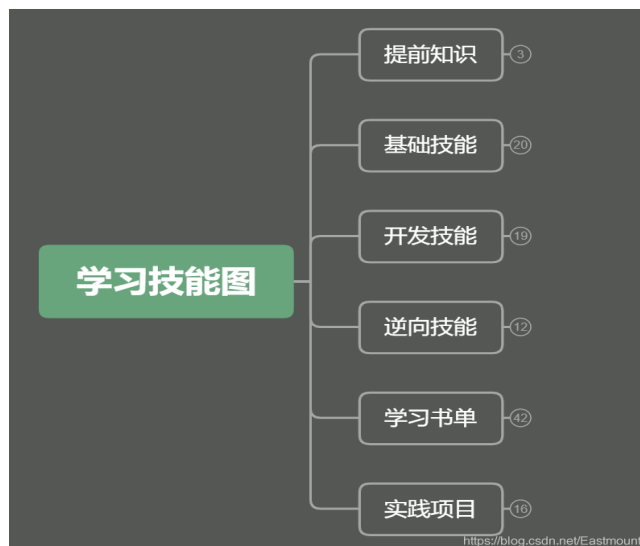 提前知识 3
基础技能 20
开发技能 19
学习技能图
逆向技能 12
学习书单 42
实践项目 16
https://blog.csdn.net/Eastmount